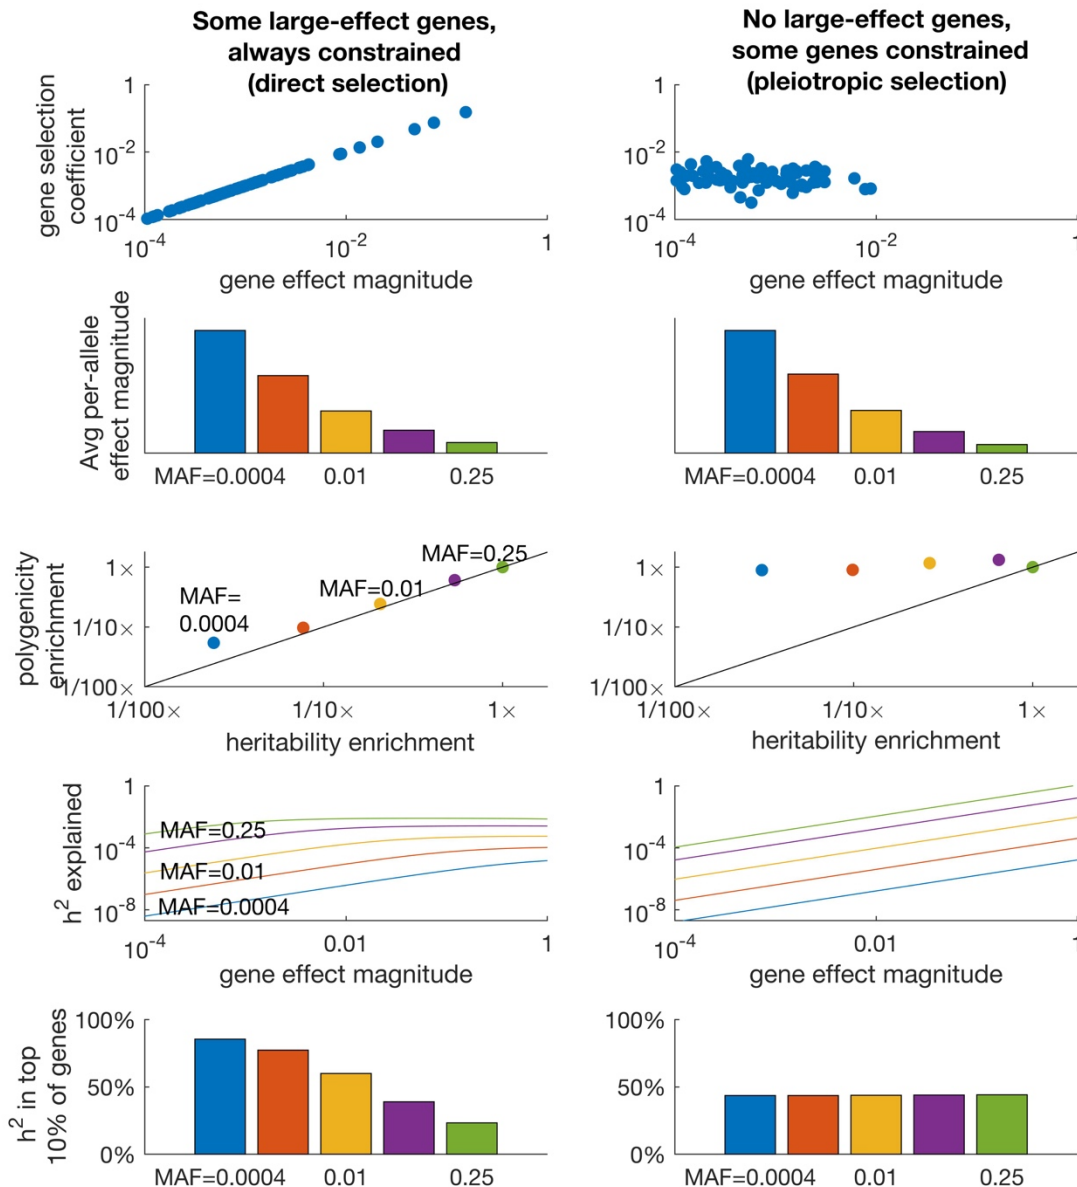 Some large-effect genes,
always constrained
(direct selection)
No large-effect genes,
some genes constrained
(pleiotropic selection)
gene selection
coefficient
1
10⁻²
10⁻⁴
10⁻⁴
10⁻²
1
gene effect magnitude
1
10⁻²
10⁻⁴
10⁻⁴
10⁻²
1
gene effect magnitude
Avg per-allele
effect magnitude
MAF=0.0004
0.01
0.25
MAF=0.0004
0.01
0.25
polygenicity
enrichment
1×
1/10×
1/100×
MAF=
0.0004
MAF=0.01
MAF=0.25
1/100×
1/10×
1×
heritability enrichment
1×
1/10×
1/100×
1/100×
1/10×
1×
heritability enrichment
h² explained
1
10⁻⁴
10⁻⁸
MAF=0.25
MAF=0.01
MAF=0.0004
10⁻⁴
0.01
1
gene effect magnitude
1
10⁻⁴
10⁻⁸
10⁻⁴
0.01
1
gene effect magnitude
h² in top
10% of genes
100%
50%
0%
MAF=0.0004
0.01
0.25
100%
50%
0%
MAF=0.0004
0.01
0.25